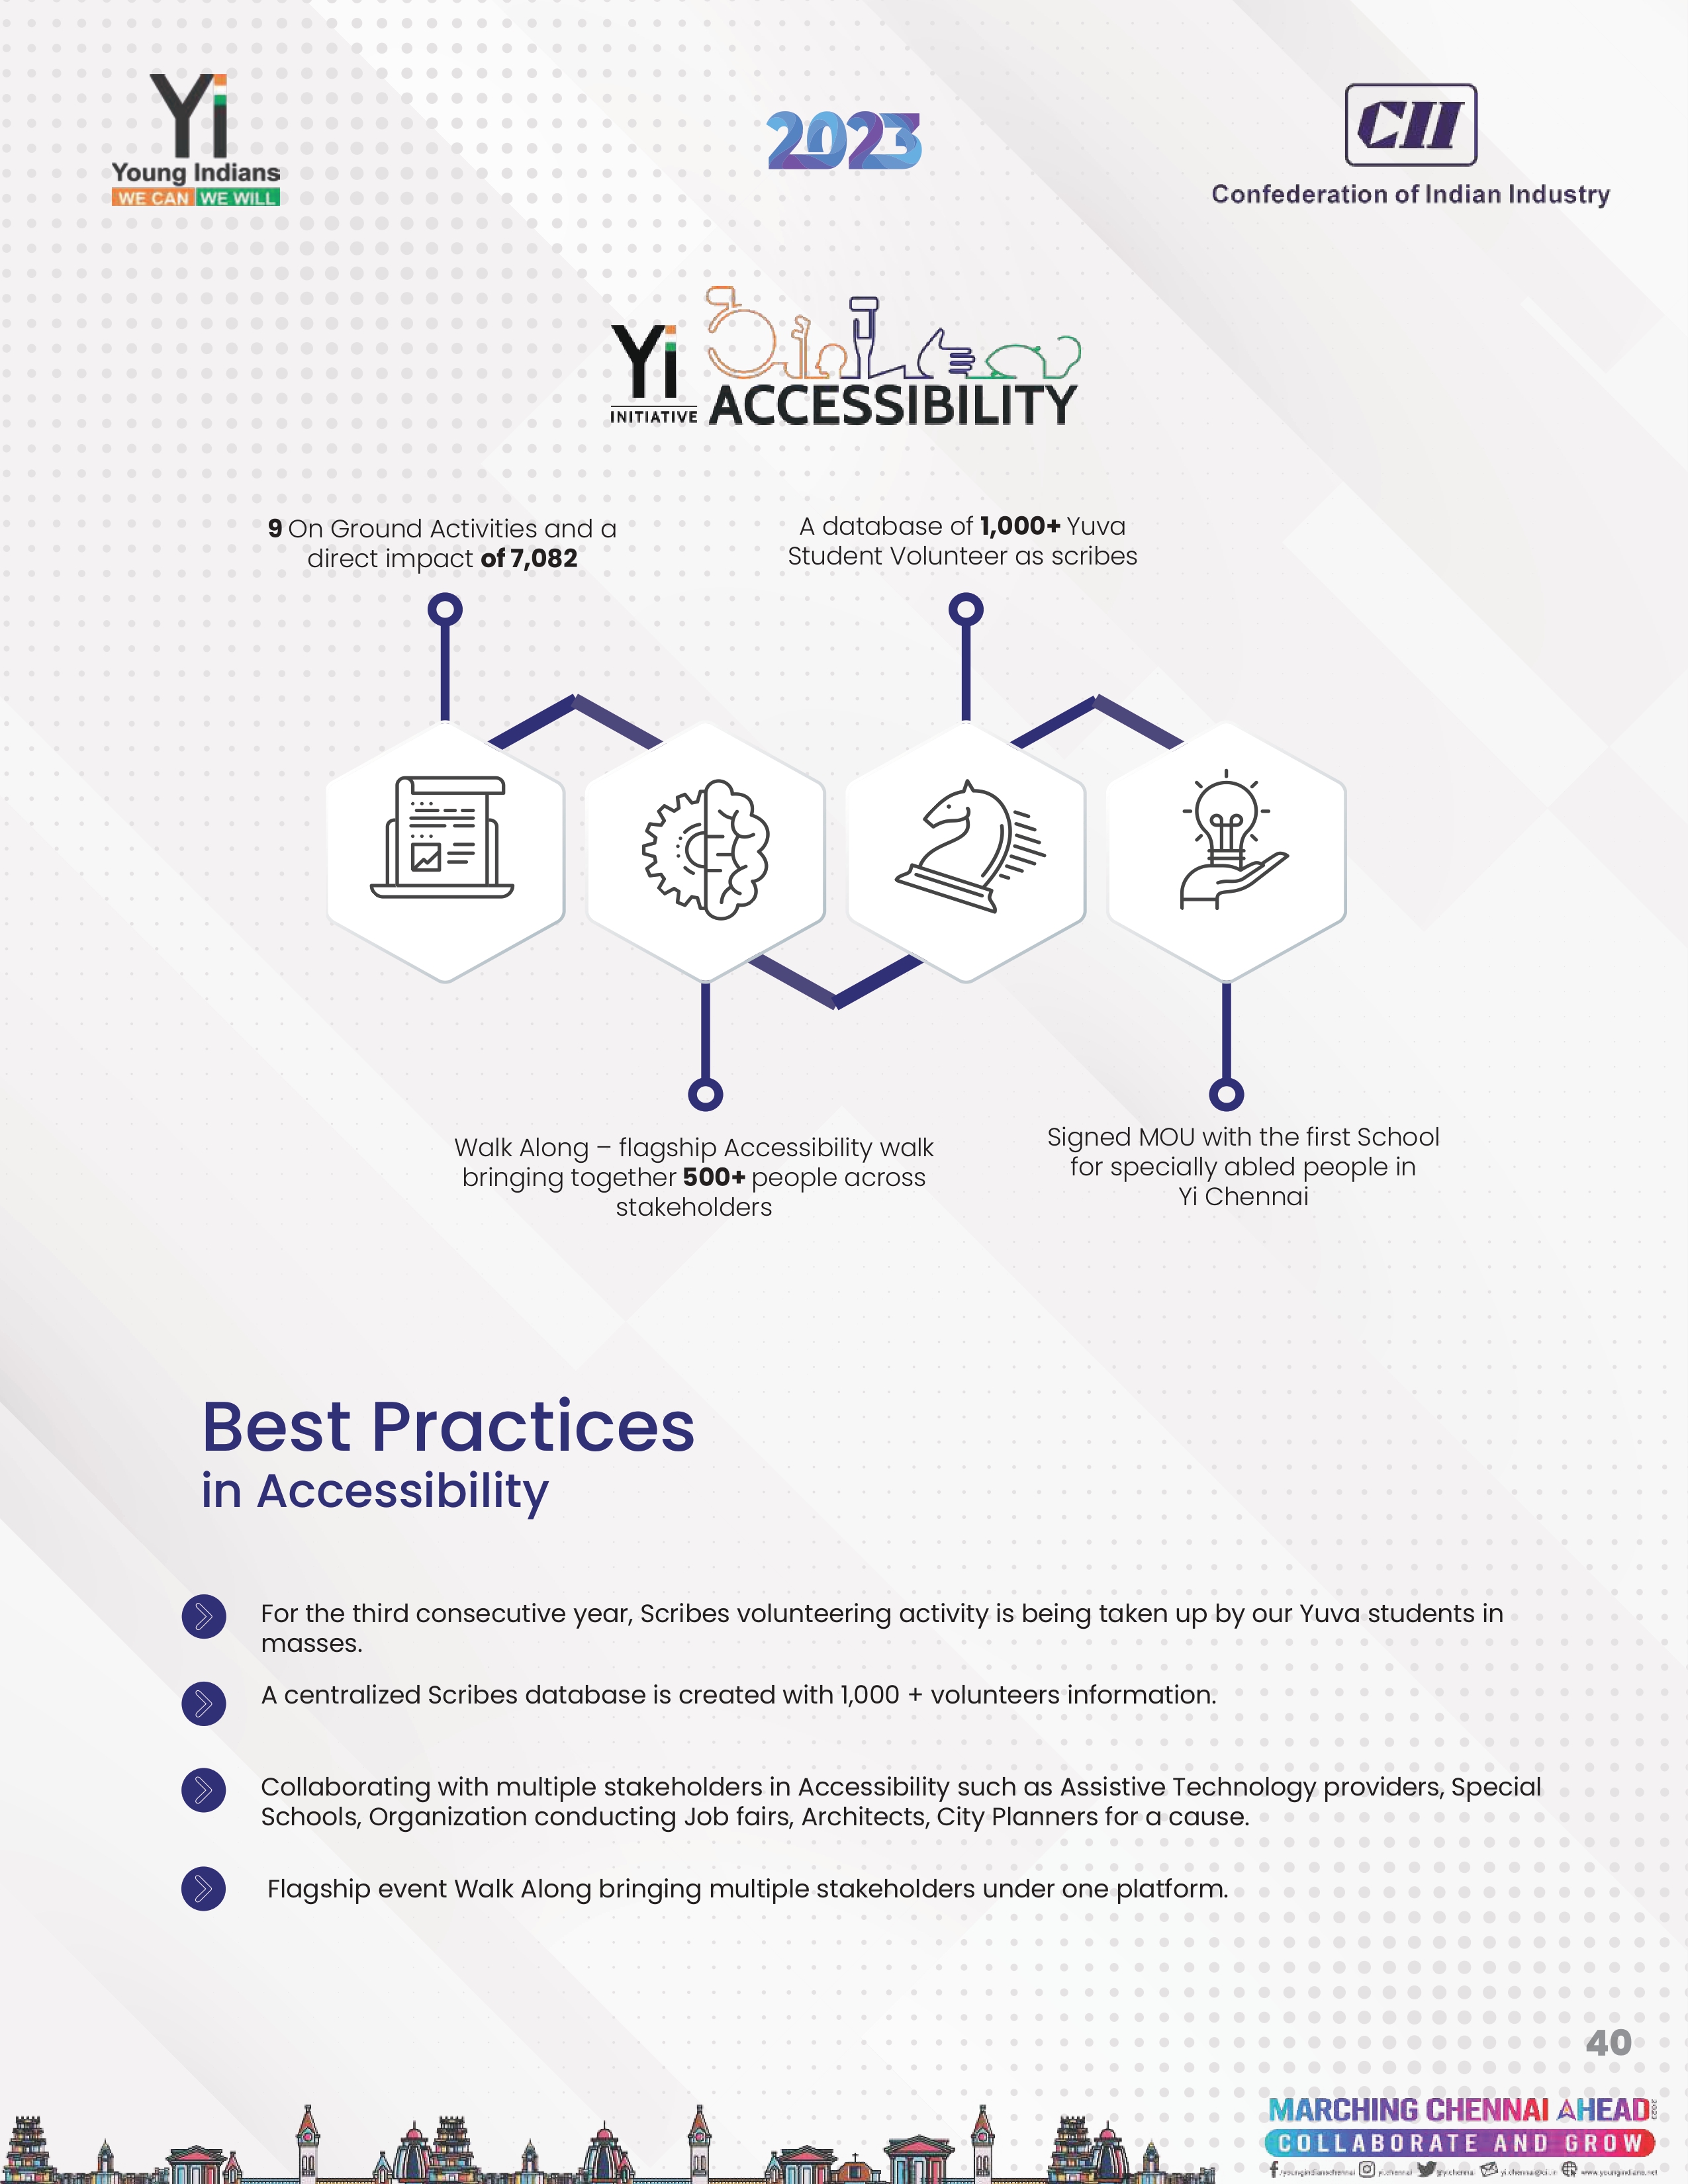 Yi
Young Indians
WE CAN WE WILL
2023
CII
Confederation of Indian Industry
Yi
INITIATIVE ACCESSIBILITY
9 On Ground Activities and a
direct impact of 7,082
A database of 1,000+ Yuva
Student Volunteer as scribes
Walk Along – flagship Accessibility walk
bringing together 500+ people across
stakeholders
Signed MOU with the first School
for specially abled people in
Yi Chennai
Best Practices
in Accessibility
For the third consecutive year, Scribes volunteering activity is being taken up by our Yuva students in
masses.
A centralized Scribes database is created with 1,000 + volunteers information.
Collaborating with multiple stakeholders in Accessibility such as Assistive Technology providers, Special
Schools, Organization conducting Job fairs, Architects, City Planners for a cause.
Flagship event Walk Along bringing multiple stakeholders under one platform.
40
MARCHING CHENNAI AHEAD 2023
COLLABORATE AND GROW
/youngindianschennai www.youngindians.net